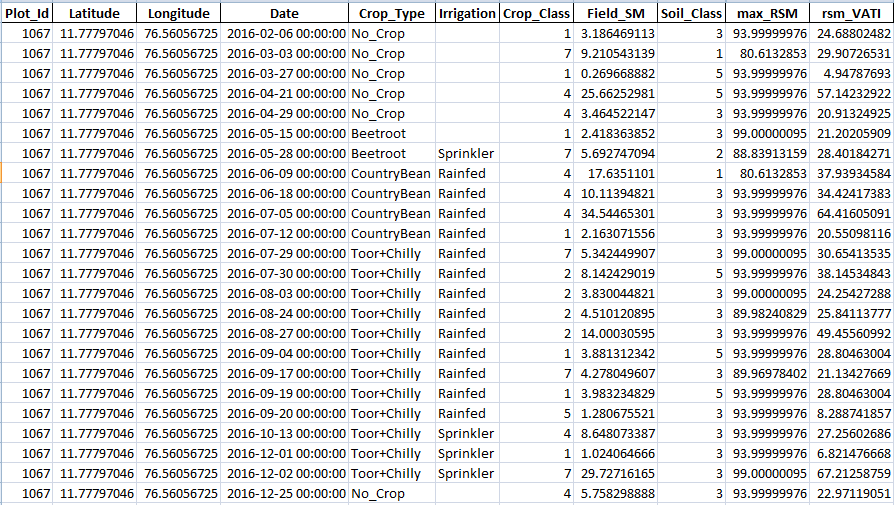 Plot_Id Latitude Longitude Date Crop_Type Irrigation Crop_Class Field_SM Soil_Class max_RSM rsm_VATI
1067 11.77797046 76.56056725 2016-02-06 00:00:00 No_Crop 1 3.186469113 3 93.99999976 24.68802482
1067 11.77797046 76.56056725 2016-03-03 00:00:00 No_Crop 7 9.210543139 1 80.6132853 29.90726531
1067 11.77797046 76.56056725 2016-03-27 00:00:00 No_Crop 1 0.269668882 5 93.99999976 4.94787693
1067 11.77797046 76.56056725 2016-04-21 00:00:00 No_Crop 4 25.66252981 5 93.99999976 57.14232922
1067 11.77797046 76.56056725 2016-04-29 00:00:00 No_Crop 4 3.464522147 3 93.99999976 20.91324925
1067 11.77797046 76.56056725 2016-05-15 00:00:00 Beetroot 1 2.418363852 3 99.00000095 21.20205909
1067 11.77797046 76.56056725 2016-05-28 00:00:00 Beetroot Sprinkler 7 5.692747094 2 88.83913159 28.40184271
1067 11.77797046 76.56056725 2016-06-09 00:00:00 CountryBean Rainfed 4 17.6351101 1 80.6132853 37.93934584
1067 11.77797046 76.56056725 2016-06-18 00:00:00 CountryBean Rainfed 4 10.11394821 3 93.99999976 34.42417383
1067 11.77797046 76.56056725 2016-07-05 00:00:00 CountryBean Rainfed 4 34.54465301 3 93.99999976 64.41605091
1067 11.77797046 76.56056725 2016-07-12 00:00:00 CountryBean Rainfed 1 2.163071556 3 93.99999976 20.55098116
1067 11.77797046 76.56056725 2016-07-29 00:00:00 Toor+Chilly Rainfed 7 5.342449907 3 99.00000095 30.65413535
1067 11.77797046 76.56056725 2016-07-30 00:00:00 Toor+Chilly Rainfed 2 8.142429019 5 93.99999976 38.14534843
1067 11.77797046 76.56056725 2016-08-03 00:00:00 Toor+Chilly Rainfed 2 3.830044821 3 99.00000095 24.25427288
1067 11.77797046 76.56056725 2016-08-24 00:00:00 Toor+Chilly Rainfed 2 4.510120895 3 89.98240829 25.84113777
1067 11.77797046 76.56056725 2016-08-27 00:00:00 Toor+Chilly Rainfed 2 14.00030595 3 93.99999976 49.45560992
1067 11.77797046 76.56056725 2016-09-04 00:00:00 Toor+Chilly Rainfed 1 3.881312342 5 93.99999976 28.80463004
1067 11.77797046 76.56056725 2016-09-17 00:00:00 Toor+Chilly Rainfed 7 4.278049607 3 89.96978402 21.13427669
1067 11.77797046 76.56056725 2016-09-19 00:00:00 Toor+Chilly Rainfed 1 3.983234829 5 93.99999976 28.80463004
1067 11.77797046 76.56056725 2016-09-20 00:00:00 Toor+Chilly Rainfed 5 1.280675521 3 93.99999976 8.288741857
1067 11.77797046 76.56056725 2016-10-13 00:00:00 Toor+Chilly Sprinkler 4 8.648073387 3 93.99999976 27.25602686
1067 11.77797046 76.56056725 2016-12-01 00:00:00 Toor+Chilly Sprinkler 1 1.024064666 3 93.99999976 6.821476668
1067 11.77797046 76.56056725 2016-12-02 00:00:00 Toor+Chilly Sprinkler 7 29.72716165 3 99.00000095 67.21258759
1067 11.77797046 76.56056725 2016-12-25 00:00:00 No_Crop 4 5.758298888 3 93.99999976 22.97119051